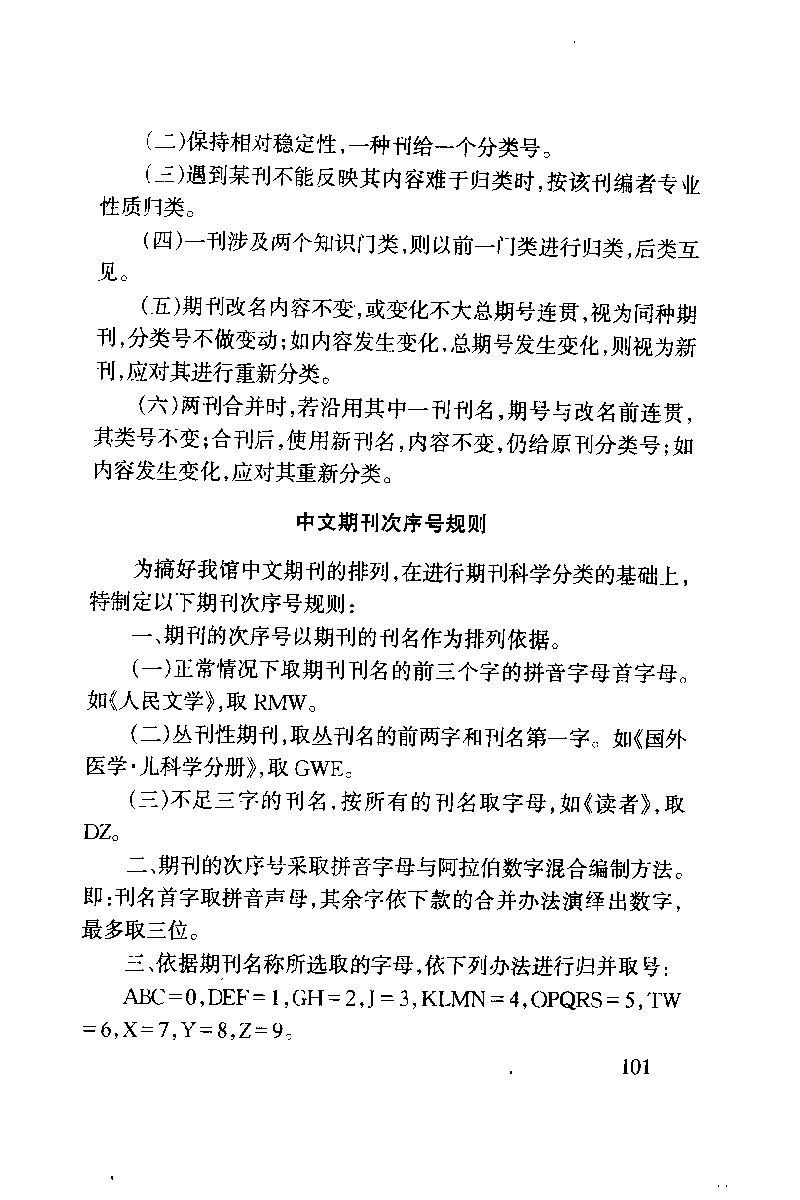 (二)保持相对稳定性,一种刊给一个分类号。
(三)遇到某刊不能反映其内容难于归类时,按该刊编者专业
性质归类。
(四)一刊涉及两个知识门类,则以前一门类进行归类,后类互
见。
(五)期刊改名内容不变,或变化不大总期号连贯,视为同种期
刊,分类号不做变动;如内容发生变化,总期号发生变化,则视为新
刊,应对其进行重新分类。
(六)两刊合并时,若沿用其中一刊刊名,期号与改名前连贯,
其类号不变;合刊后,使用新刊名,内容不变,仍给原刊分类号;如
内容发生变化,应对其重新分类。
中文期刊次序号规则
为搞好我馆中文期刊的排列,在进行期刊科学分类的基础上,
特制定以下期刊次序号规则:
一、期刊的次序号以期刊的刊名作为排列依据。
(一)正常情况下取期刊刊名的前三个字的拼音字母首字母。
如《人民文学》,取 RMW。
(二)丛刊性期刊,取丛刊名的前两字和刊名第一字。如《国外
医学·儿科学分册》,取 GWE。
(三)不足三字的刊名,按所有的刊名取字母,如《读者》,取
DZ。
二、期刊的次序号采取拼音字母与阿拉伯数字混合编制方法。
即:刊名首字取拼音声母,其余字依下款的合并办法演绎出数字,
最多取三位。
三、依据期刊名称所选取的字母,依下列办法进行归并取号:
ABC=0,DEF=1,GH=2,J=3,KLMN=4,OPQRS=5,TW
=6,X=7,Y=8,Z=9。
101